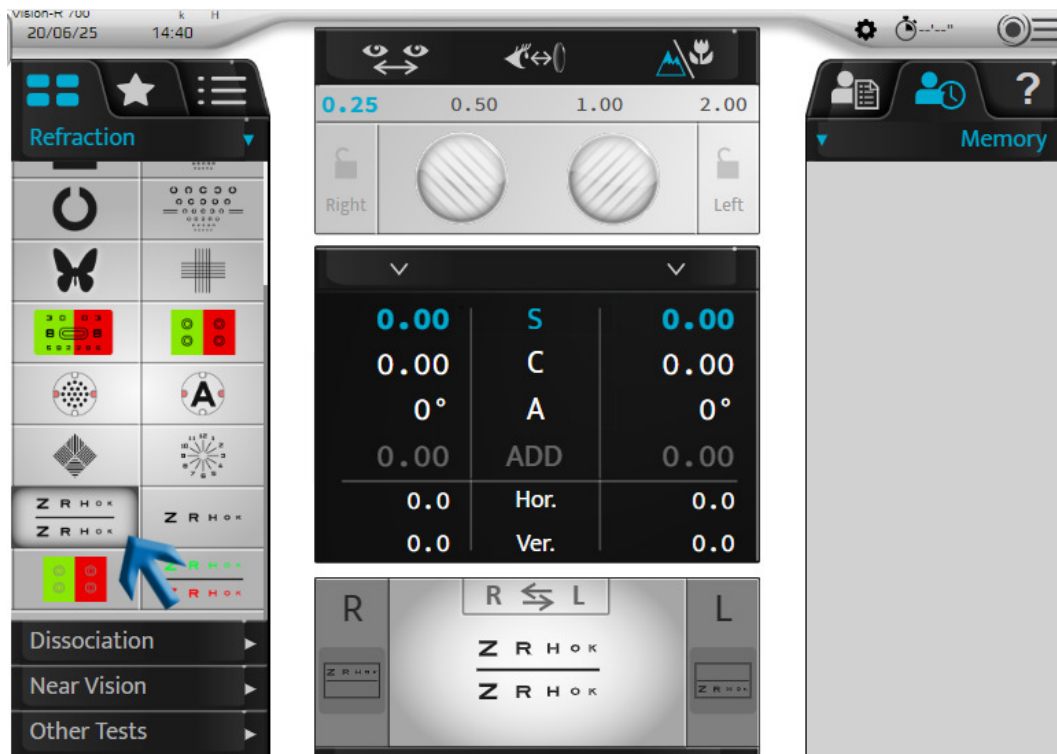 Vision-R 700 k H
20/06/25 14:40 --'--"
Refraction
?
Memory
0.25 0.50 1.00 2.00
Right Left
0.00 S 0.00
0.00 C 0.00
0° A 0°
0.00 ADD 0.00
0.0 Hor. 0.0
0.0 Ver. 0.0
A
Z R H O K
Z R H O K
Z R H O K
Z R H O K
Z R H O K
R R L L
Z R H O K
Z R H O K
Z R H O K
Z R H O K
Dissociation
Near Vision
Other Tests